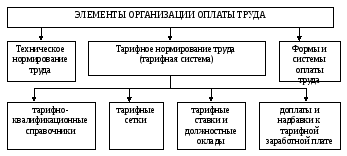 ЭЛЕМЕНТЫ ОРГАНИЗАЦИИ ОПЛАТЫ ТРУДА
Техническое
нормирование
труда
Тарифное нормирование труда
(тарифная система)
Формы и
системы
оплаты
труда
тарифно-
квалификационные
справочники
тарифные
сетки
тарифные
ставки и
должностные
оклады
доплаты и
надбавки к
тарифной
заработной плате